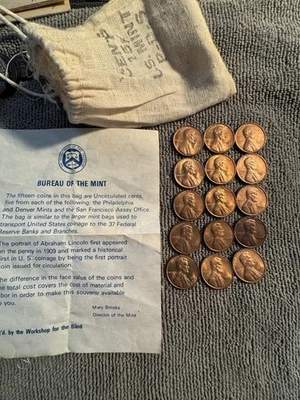 CENTS
MINT
U.S.
P-D-S
BUREAU OF THE MINT
The fifteen coins in this bag are Uncirculated cents,
five from each of the following: the Philadelphia
and Denver Mints and the San Francisco Assay Office.
The bag is similar to the larger mint bags used to
transport United States coinage to the 37 Federal
Reserve Banks and Branches.
The portrait of Abraham Lincoln first appeared
on the penny in 1909 and marked a historical
first in U. S. coinage by being the first portrait
coin issued for circulation.
The difference in the face value of the coins and
the total cost covers the cost of material and
labor in order to make this souvenir available
to you.
Mary Brooks
Director of the Mint
'd. by the Workshop for the Blind